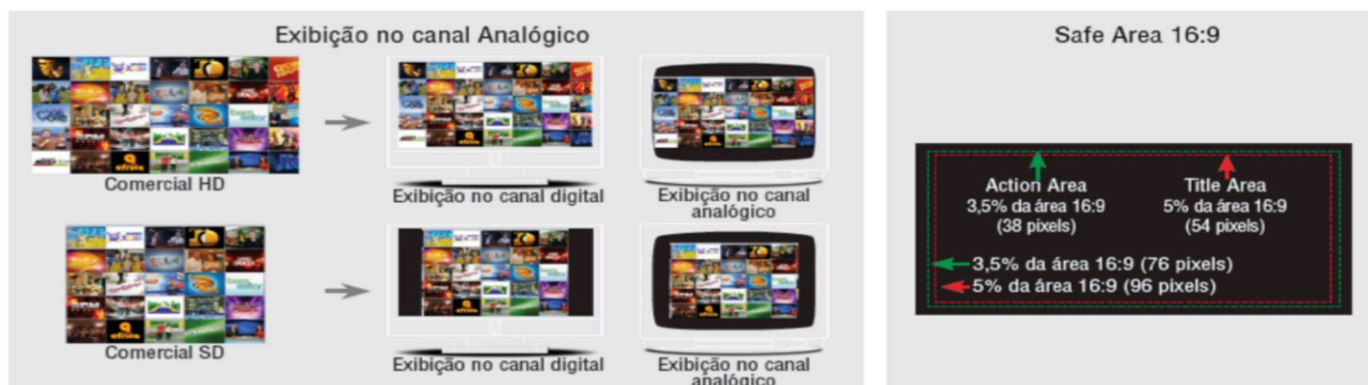 Exibição no canal Analógico
Comercial HD
Exibição no canal digital
Exibição no canal
analógico
Comercial SD
Exibição no canal digital
Exibição no canal
analógico
Safe Area 16:9
Action Area
3,5% da área 16:9
(38 pixels)
Title Area
5% da área 16:9
(54 pixels)
3,5% da área 16:9 (76 pixels)
5% da área 16:9 (96 pixels)